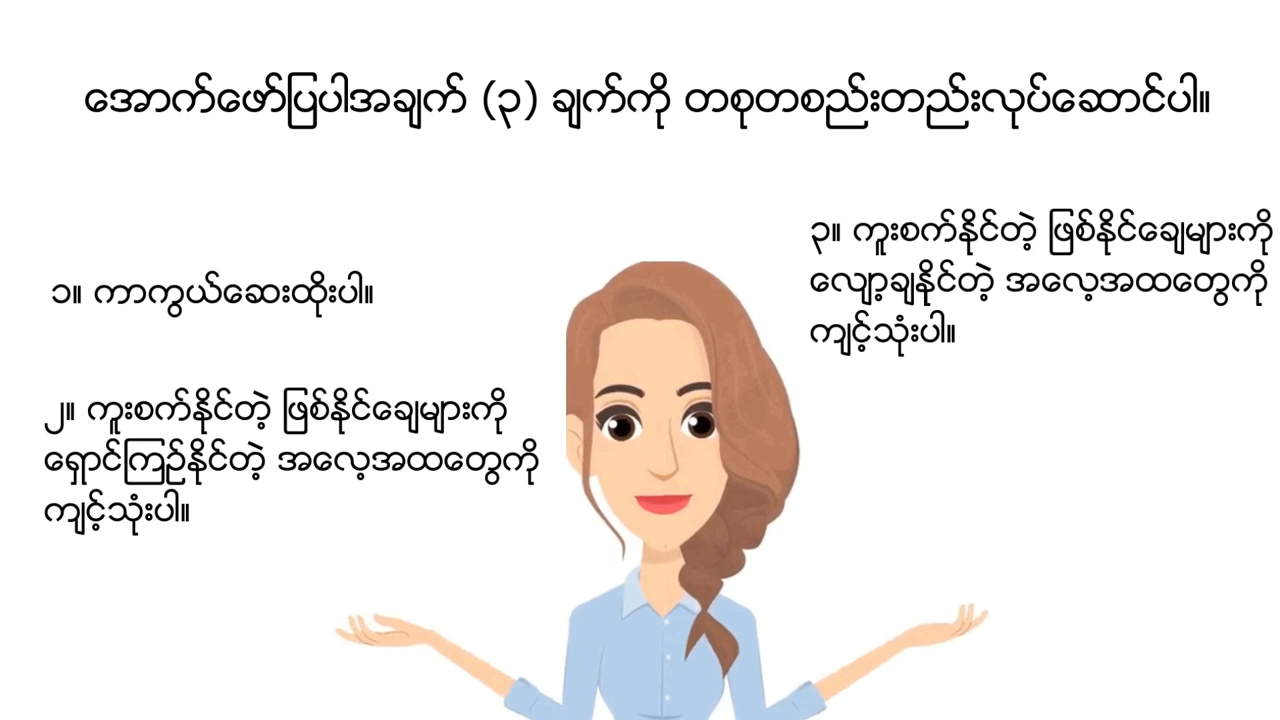 အောက်ဖော်ပြပါအချက် (၃) ချက်ကို တစုတစည်းတည်းလုပ်ဆောင်ပါ။
၁။ ကာကွယ်ဆေးထိုးပါ။
၂။ ကူးစက်နိုင်တဲ့ ဖြစ်နိုင်ချေများကို
ရှောင်ကြဉ်နိုင်တဲ့ အလေ့အထတွေကို
ကျင့်သုံးပါ။
၃။ ကူးစက်နိုင်တဲ့ ဖြစ်နိုင်ချေများကို
လျော့ချနိုင်တဲ့ အလေ့အထတွေကို
ကျင့်သုံးပါ။